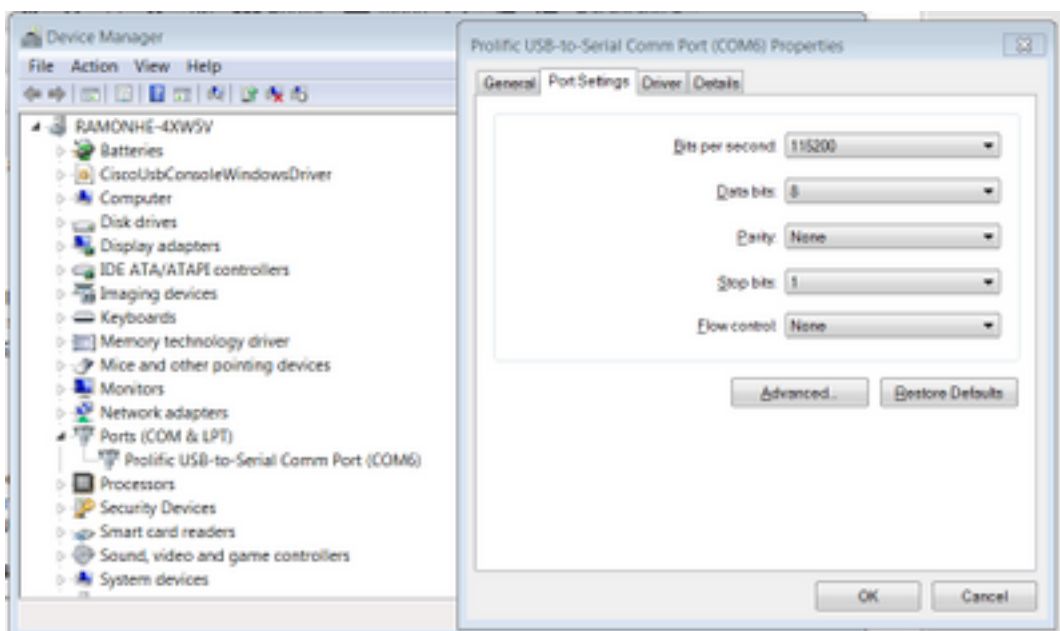 Device Manager
File Action View Help
RAMONHE-4XW5V
Batteries
CiscoUsbConsoleWindowsDriver
Computer
Disk drives
Display adapters
IDE ATA/ATAPI controllers
Imaging devices
Keyboards
Memory technology driver
Mice and other pointing devices
Monitors
Network adapters
Ports (COM & LPT)
Prolific USB-to-Serial Comm Port (COM6)
Processors
Security Devices
Smart card readers
Sound, video and game controllers
System devices
Prolific USB-to-Serial Comm Port (COM6) Properties
General Port Settings Driver Details
Bits per second: 115200
Data bits: 8
Parity: None
Stop bits: 1
Flow control: None
Advanced... Restore Defaults
OK Cancel